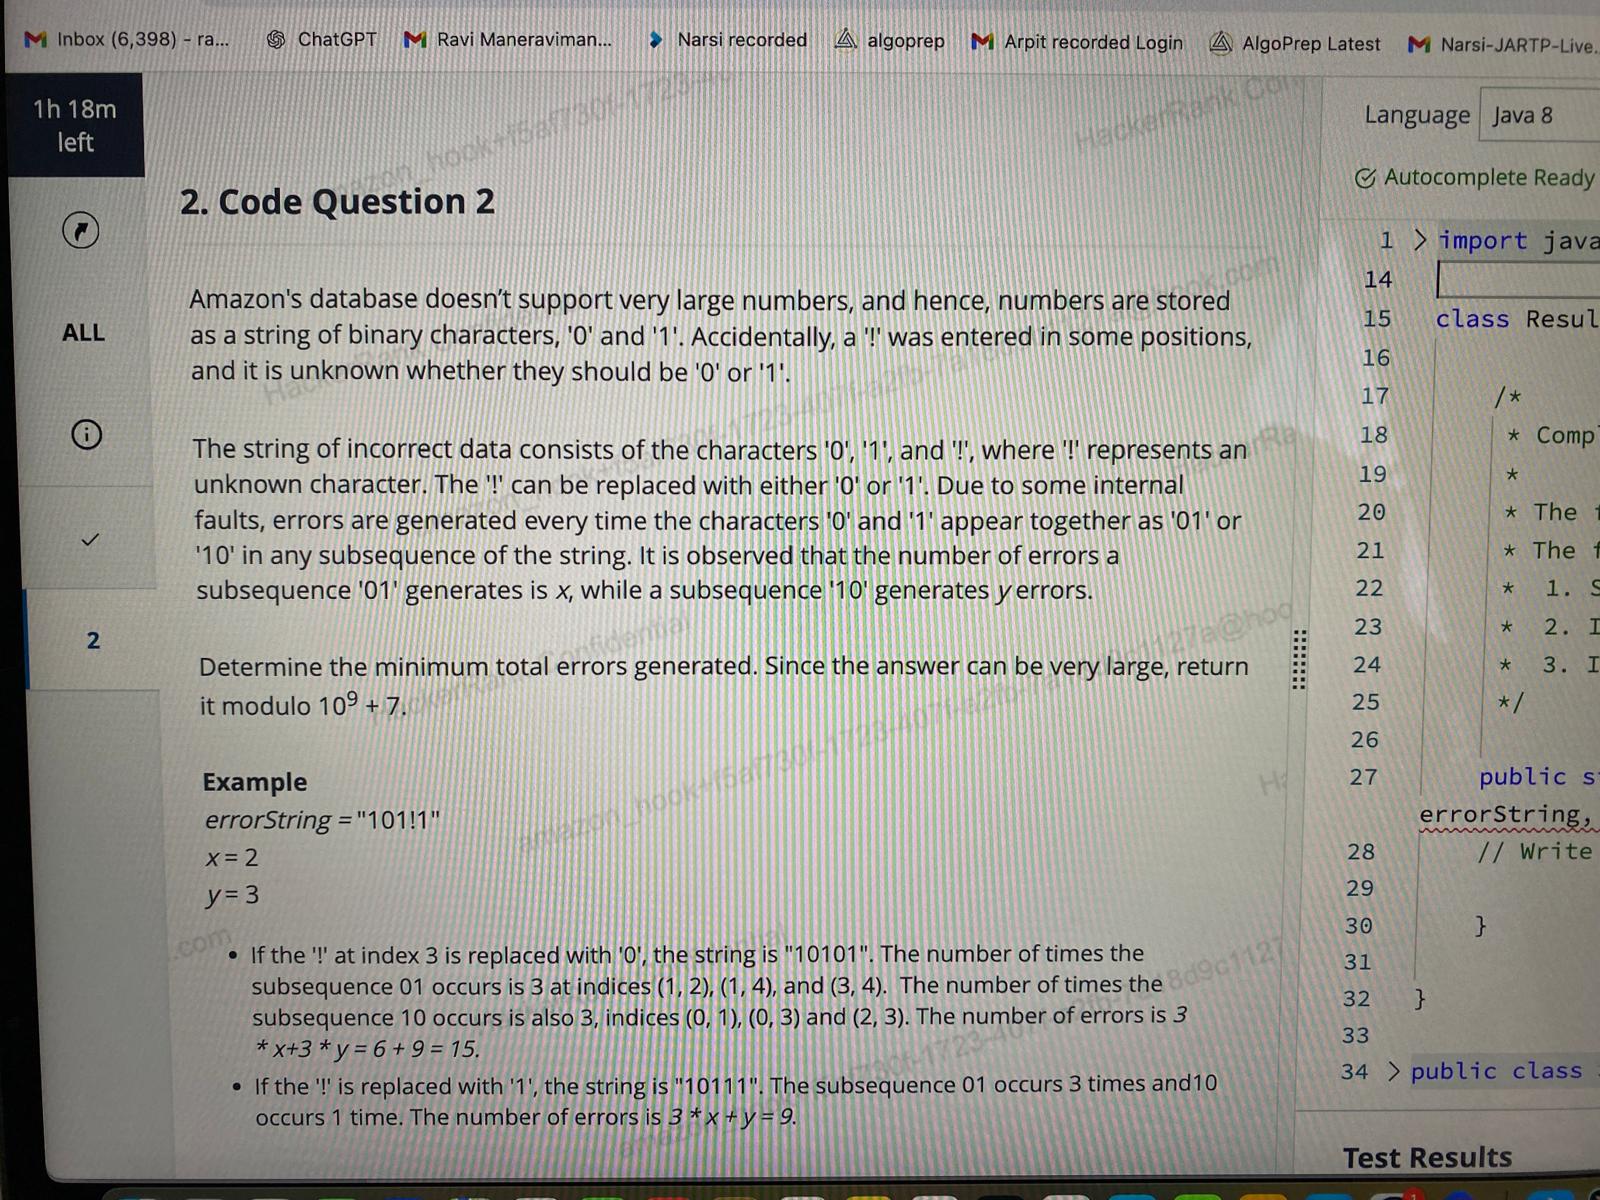 Inbox (6,398) - ra...
ChatGPT
Ravi Maneraviman...
Narsi recorded
algoprep
Arpit recorded Login
AlgoPrep Latest
Narsi-JARTP-Live.
1h 18m
left
ALL
2
2. Code Question 2
Amazon's database doesn't support very large numbers, and hence, numbers are stored
as a string of binary characters, '0' and '1'. Accidentally, a '!' was entered in some positions,
and it is unknown whether they should be '0' or '1'.
The string of incorrect data consists of the characters '0', '1', and '!', where '!' represents an
unknown character. The '!' can be replaced with either '0' or '1'. Due to some internal
faults, errors are generated every time the characters '0' and '1' appear together as '01' or
'10' in any subsequence of the string. It is observed that the number of errors a
subsequence '01' generates is x, while a subsequence '10' generates y errors.
Determine the minimum total errors generated. Since the answer can be very large, return
it modulo 10⁹ + 7.
Example
errorString = "101!1"
x = 2
y = 3
• If the '!' at index 3 is replaced with '0', the string is "10101". The number of times the
subsequence 01 occurs is 3 at indices (1, 2), (1, 4), and (3, 4). The number of times the
subsequence 10 occurs is also 3, indices (0, 1), (0, 3) and (2, 3). The number of errors is 3
* x+3 * y = 6 + 9 = 15.
• If the '!' is replaced with '1', the string is "10111". The subsequence 01 occurs 3 times and10
occurs 1 time. The number of errors is 3 * x + y = 9.
Language
Java 8
Autocomplete Ready
1 > import java
14
15 class Resul
16
17 /*
18 * Comp
19 *
20 * The
21 * The
22 * 1. S
23 * 2. I
24 * 3. I
25 */
26
27 public s
errorString,
28 // Write
29
30 }
31
32 }
33
34 > public class
Test Results
HackerRank Con
Confidential